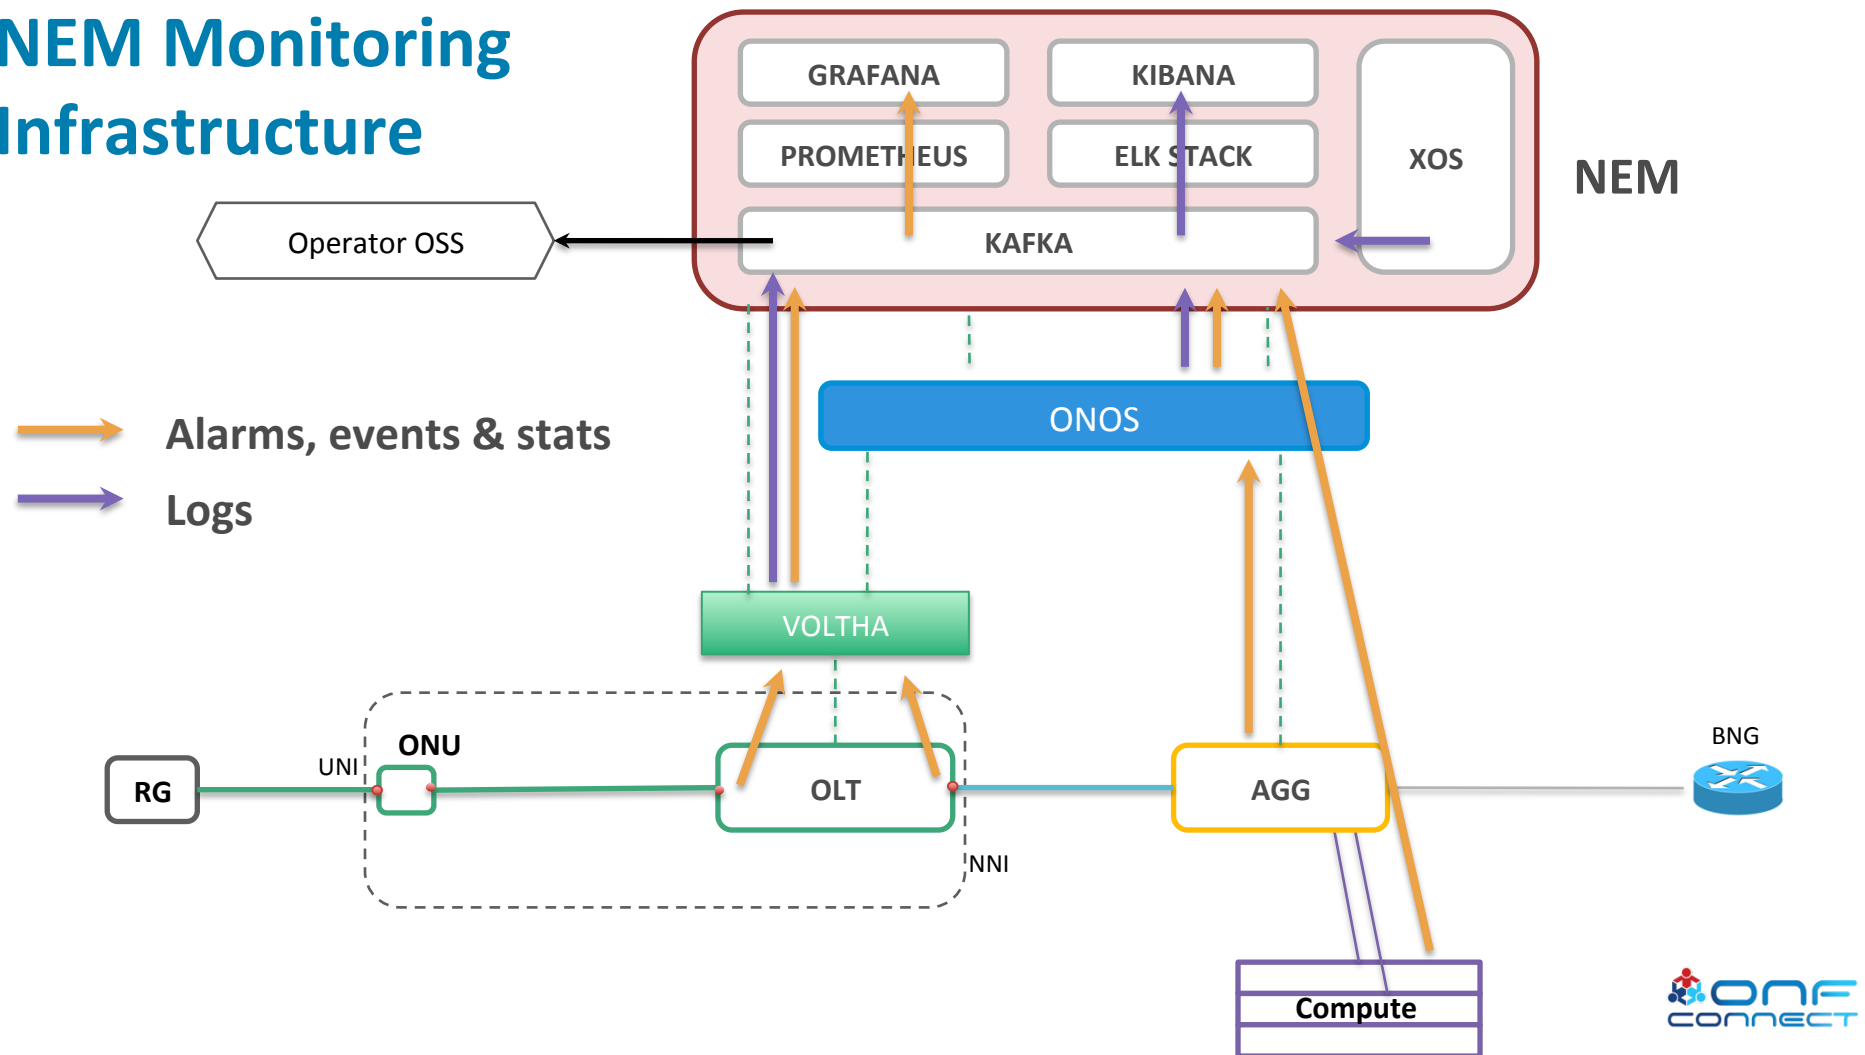 NEM Monitoring
Infrastructure
GRAFANA
KIBANA
PROMETHEUS
ELK STACK
XOS
NEM
Operator OSS
KAFKA
ONOS
Alarms, events & stats
Logs
VOLTHA
ONU
UNI
RG
OLT
AGG
BNG
NNI
Compute
ONF
CONNECT